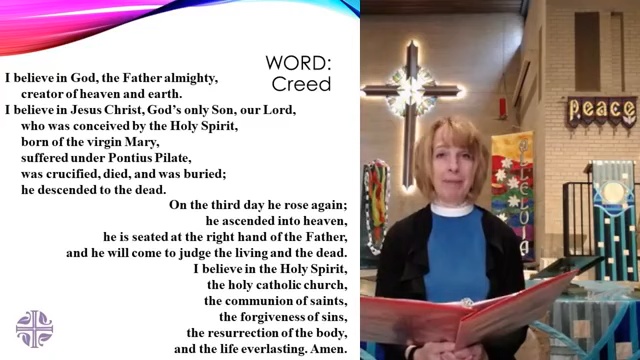 WORD:
Creed
I believe in God, the Father almighty,
creator of heaven and earth.
I believe in Jesus Christ, God's only Son, our Lord,
who was conceived by the Holy Spirit,
born of the virgin Mary,
suffered under Pontius Pilate,
was crucified, died, and was buried;
he descended to the dead.
On the third day he rose again;
he ascended into heaven,
he is seated at the right hand of the Father,
and he will come to judge the living and the dead.
I believe in the Holy Spirit,
the holy catholic church,
the communion of saints,
the forgiveness of sins,
the resurrection of the body,
and the life everlasting. Amen.
peace
ALLELUIA